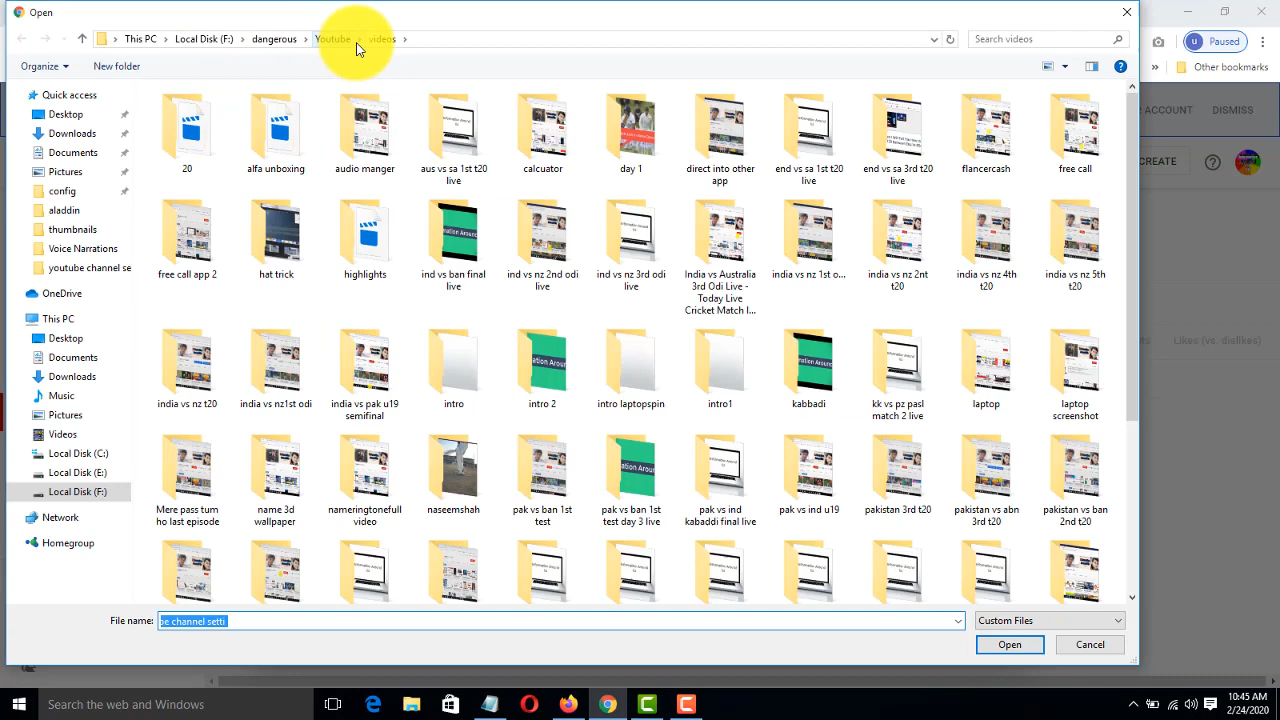 Open
This PC
Local Disk (F:)
dangerous
Youtube
videos
Search videos
Paused
Organize
New folder
Other bookmarks
Quick access
Desktop
Downloads
Documents
Pictures
config
aladdin
thumbnails
Voice Narrations
youtube channel se
OneDrive
This PC
Desktop
Documents
Downloads
Music
Pictures
Videos
Local Disk (C:)
Local Disk (E:)
Local Disk (F:)
Network
Homegroup
20
alfa unboxing
audio manger
aus vs sa 1st t20
live
calcuator
day 1
direct into other
app
end vs sa 1st t20
live
end vs sa 3rd t20
live
flancercash
free call
free call app 2
hat trick
highlights
ind vs ban final
live
ind vs nz 2nd odi
live
ind vs nz 3rd odi
live
India vs Australia
3rd Odi Live -
Today Live
Cricket Match I...
india vs nz 1st o...
india vs nz 2nt
t20
india vs nz 4th
t20
india vs nz 5th
t20
india vs nz t20
india vs nz1st odi
india vs pak u19
semifinal
intro
intro 2
intro laptopspin
intro1
kabbadi
kk vs pz pasl
match 2 live
laptop
laptop
screenshot
Mere pass tum
ho last episode
name 3d
wallpaper
nameringtonefull
video
naseemshah
pak vs ban 1st
test
pak vs ban 1st
test day 3 live
pak vs ind
kabaddi final live
pak vs ind u19
pakistan 3rd t20
pakistan vs abn
3rd t20
pakistan vs ban
2nd t20
ACCOUNT
DISMISS
CREATE
Likes (vs. dislikes)
File name:
be channel setti
Custom Files
Open
Cancel
Search the web and Windows
10:45 AM
2/24/2020